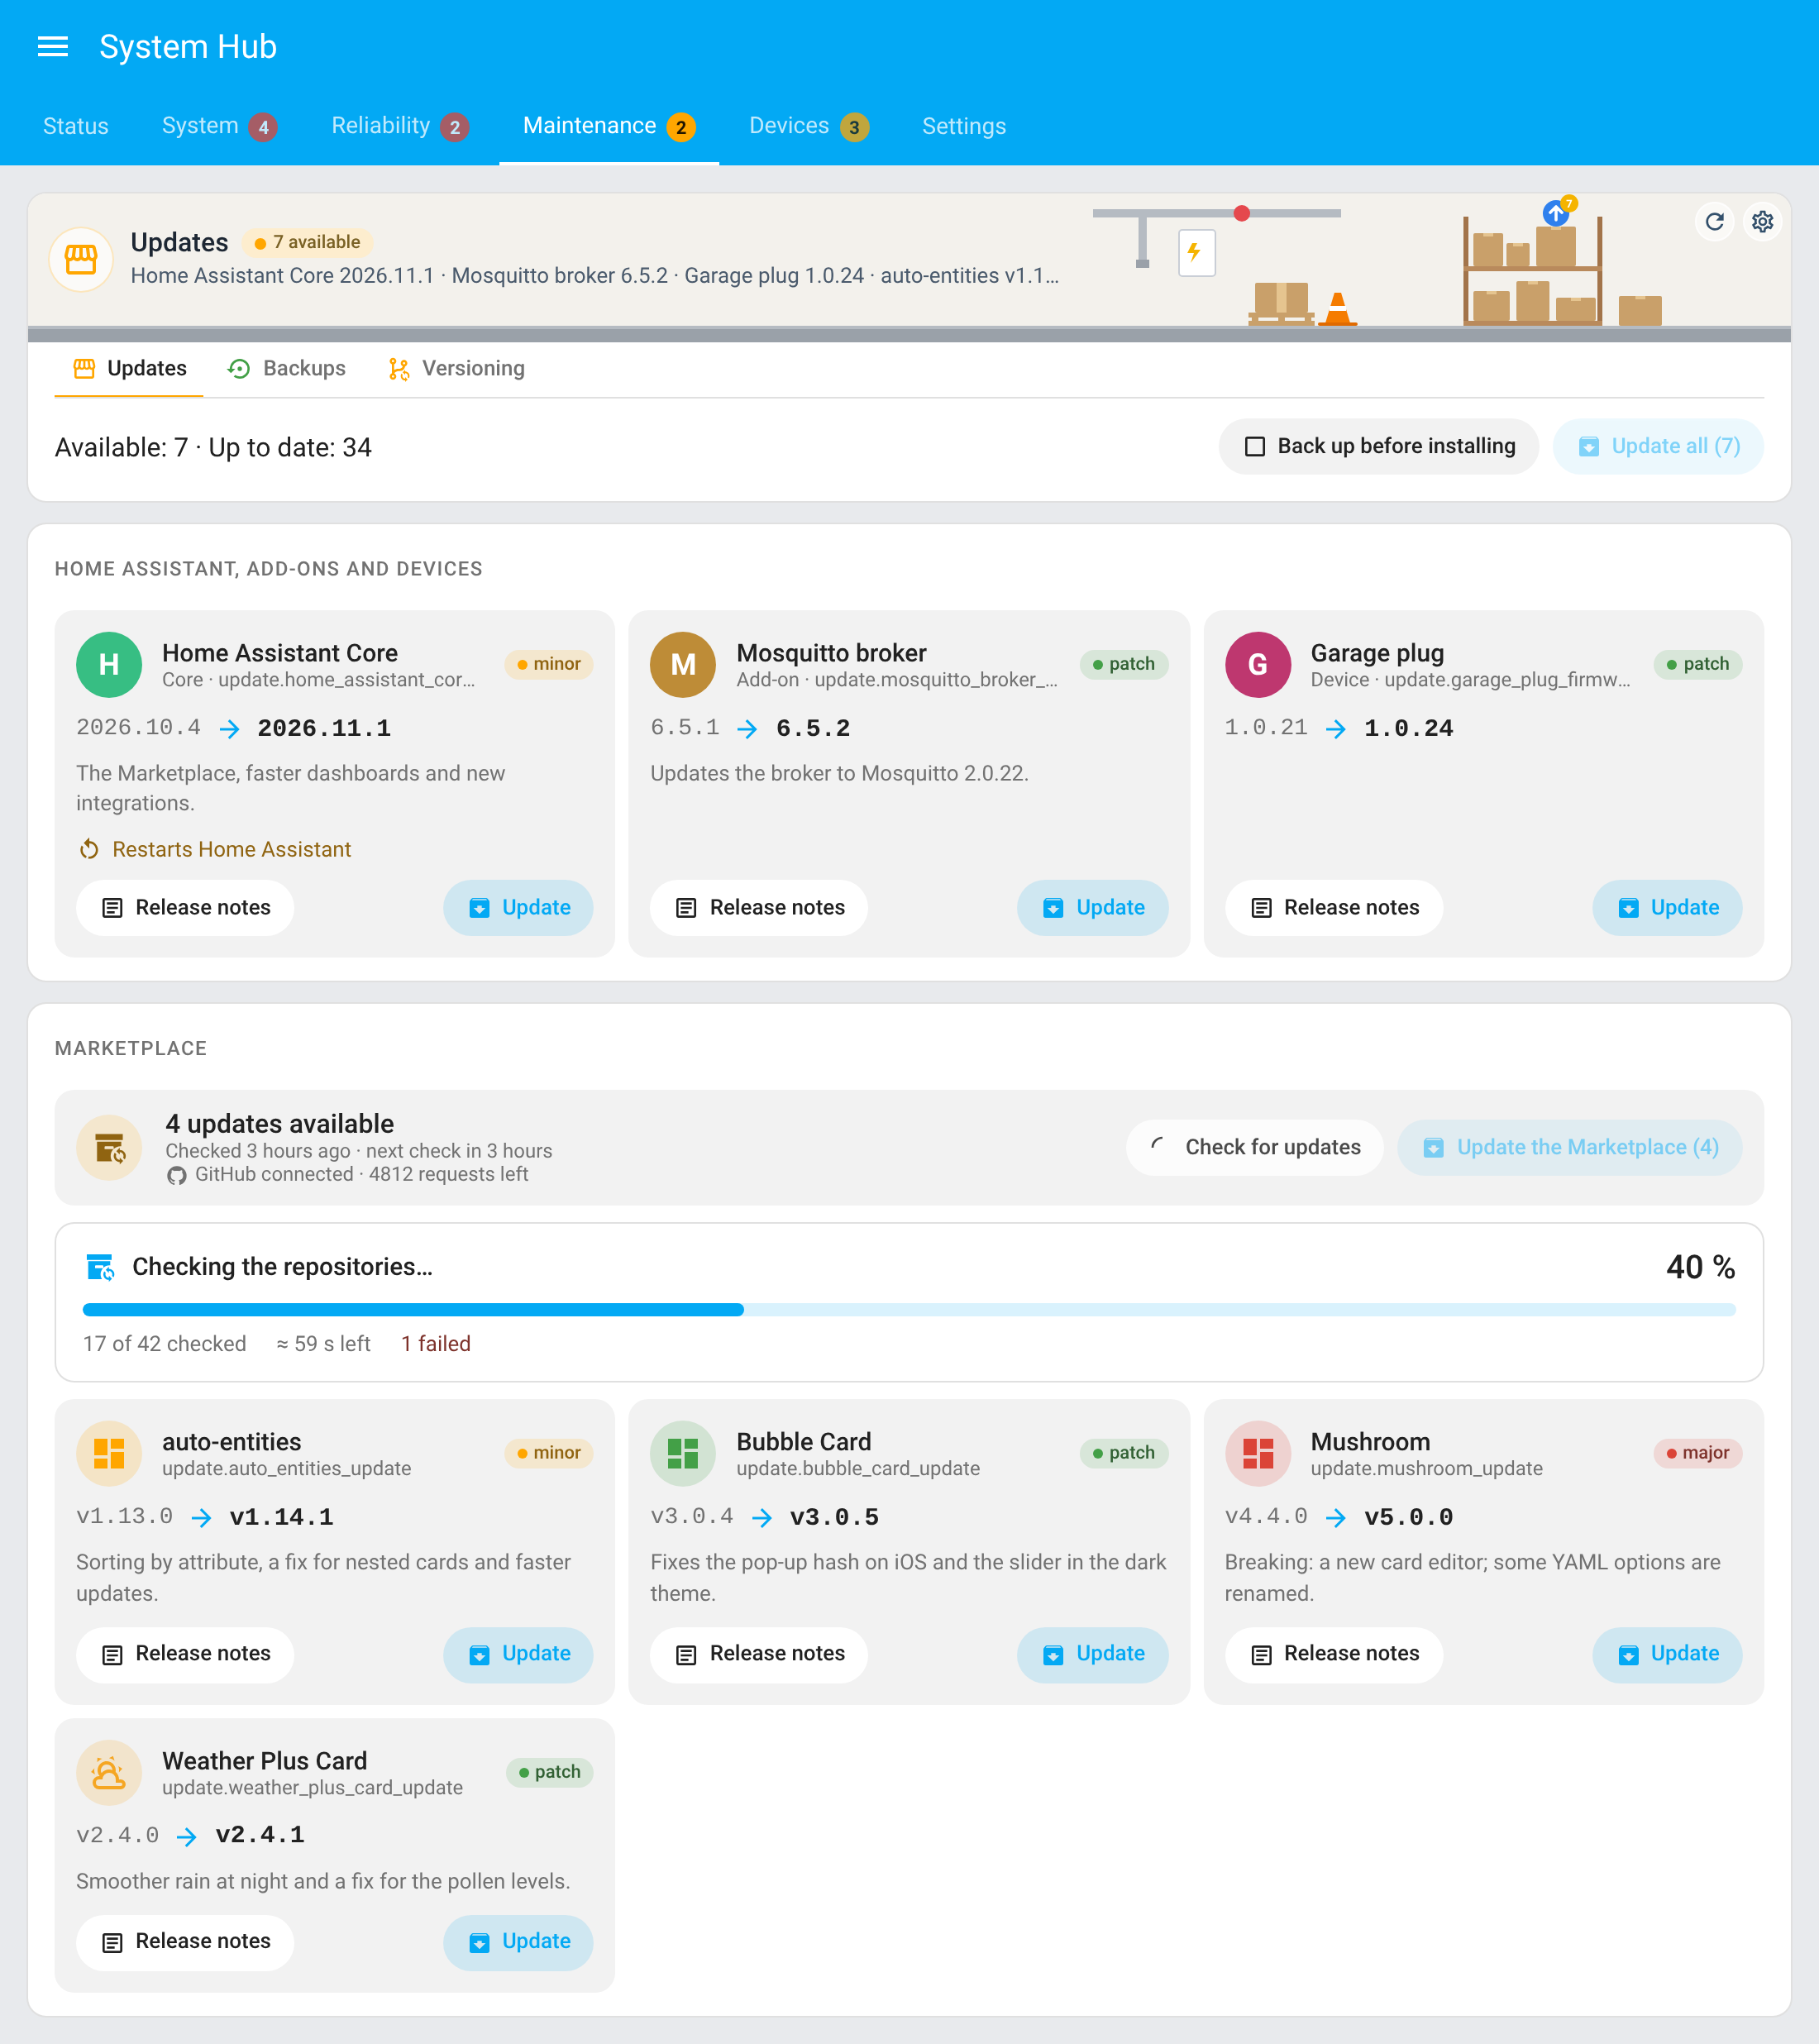 System Hub
Status
System 4
Reliability 2
Maintenance 2
Devices 3
Settings
Updates
7 available
Home Assistant Core 2026.11.1 · Mosquitto broker 6.5.2 · Garage plug 1.0.24 · auto-entities v1.1…
7
Updates
Backups
Versioning
Available: 7 · Up to date: 34
Back up before installing
Update all (7)
HOME ASSISTANT, ADD-ONS AND DEVICES
H
Home Assistant Core
Core · update.home_assistant_cor…
minor
2026.10.4 → 2026.11.1
The Marketplace, faster dashboards and new
integrations.
Restarts Home Assistant
Release notes
Update
M
Mosquitto broker
Add-on · update.mosquitto_broker_…
patch
6.5.1 → 6.5.2
Updates the broker to Mosquitto 2.0.22.
Release notes
Update
G
Garage plug
Device · update.garage_plug_firmw…
patch
1.0.21 → 1.0.24
Release notes
Update
MARKETPLACE
4 updates available
Checked 3 hours ago · next check in 3 hours
GitHub connected · 4812 requests left
Check for updates
Update the Marketplace (4)
Checking the repositories…
40 %
17 of 42 checked
≈ 59 s left
1 failed
auto-entities
update.auto_entities_update
minor
v1.13.0 → v1.14.1
Sorting by attribute, a fix for nested cards and faster
updates.
Release notes
Update
Bubble Card
update.bubble_card_update
patch
v3.0.4 → v3.0.5
Fixes the pop-up hash on iOS and the slider in the dark
theme.
Release notes
Update
Mushroom
update.mushroom_update
major
v4.4.0 → v5.0.0
Breaking: a new card editor; some YAML options are
renamed.
Release notes
Update
Weather Plus Card
update.weather_plus_card_update
patch
v2.4.0 → v2.4.1
Smoother rain at night and a fix for the pollen levels.
Release notes
Update